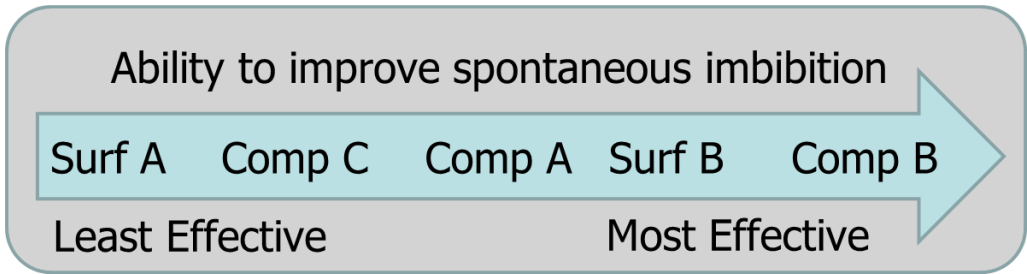 Ability to improve spontaneous imbibition
Surf A Comp C Comp A Surf B Comp B
Least Effective Most Effective